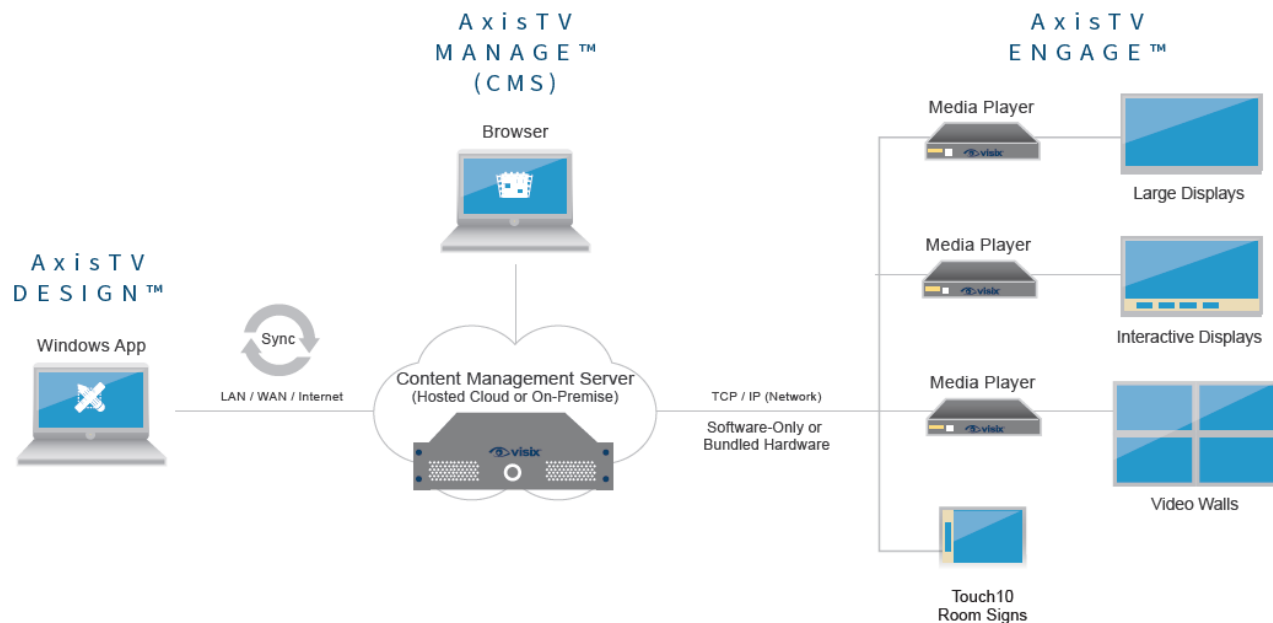 AxisTV
DESIGN™
Windows App
Sync
LAN / WAN / Internet
AxisTV
MANAGE™
(CMS)
Browser
Content Management Server
(Hosted Cloud or On-Premise)
visix
TCP / IP (Network)
Software-Only or
Bundled Hardware
AxisTV
ENGAGE™
Media Player
visix
Large Displays
Media Player
visix
Interactive Displays
Media Player
visix
Video Walls
Touch10
Room Signs